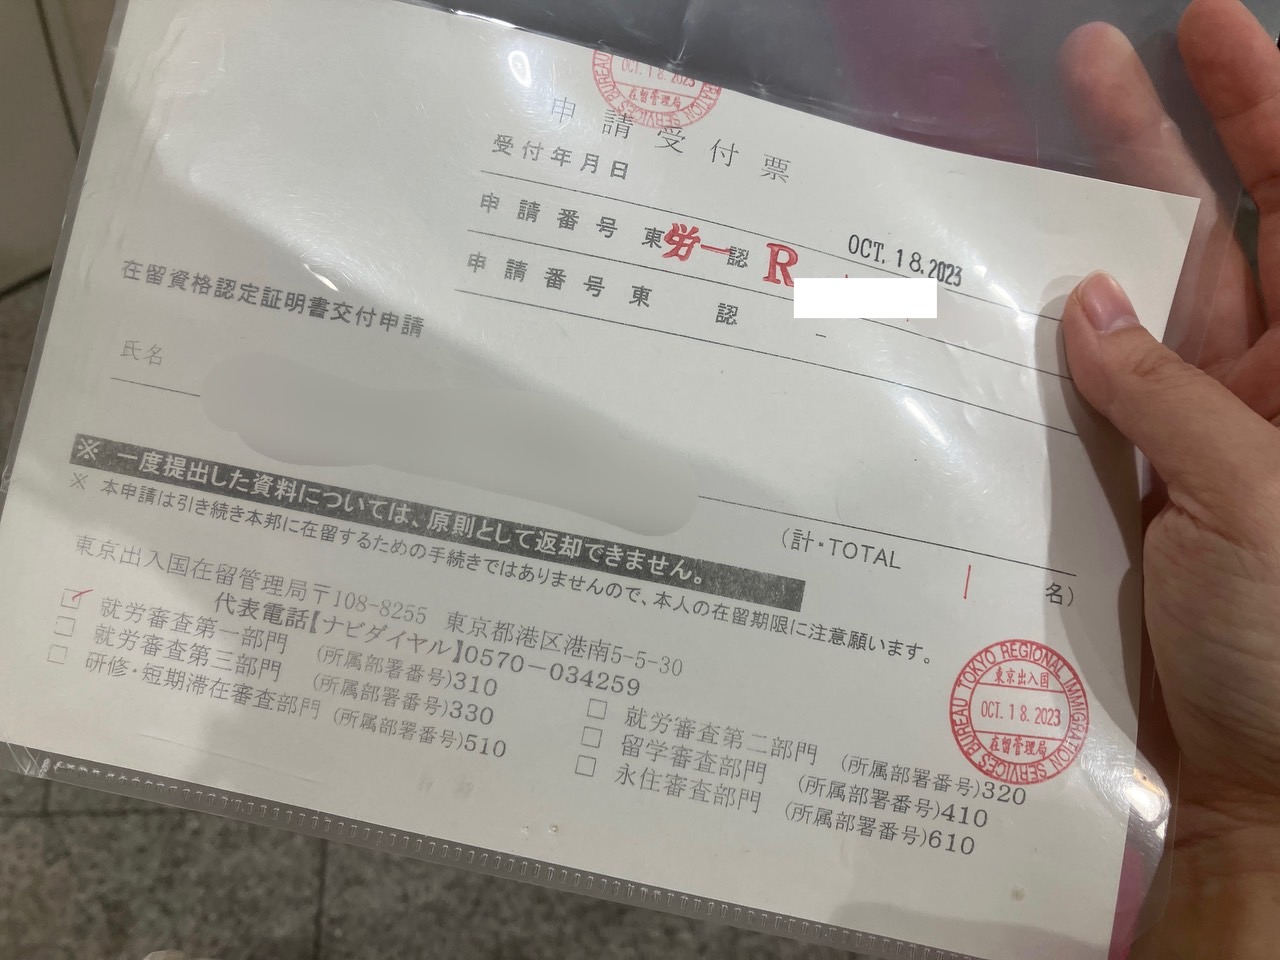 OCT. 18. 2023
在留管理局
申請受付票
受付年月日
OCT. 18. 2023
申請番号 東労一認 R
申請番号 東 認 -
在留資格認定証明書交付申請
氏名
(計・TOTAL 1 名)
※ 一度提出した資料については、原則として返却できません。
※ 本申請は引き続き本邦に在留するための手続きではありませんので、本人の在留期限に注意願います。
東京出入国在留管理局〒108-8255 東京都港区港南5-5-30
代表電話【ナビダイヤル】0570-034259
☑ 就労審査第一部門 (所属部署番号)310
□ 就労審査第二部門 (所属部署番号)320
□ 就労審査第三部門 (所属部署番号)330
□ 留学審査部門 (所属部署番号)410
□ 研修・短期滞在審査部門 (所属部署番号)510
□ 永住審査部門 (所属部署番号)610
TOKYO REGIONAL IMMIGRATION SERVICES BUREAU
東京出入国
OCT. 18. 2023
在留管理局